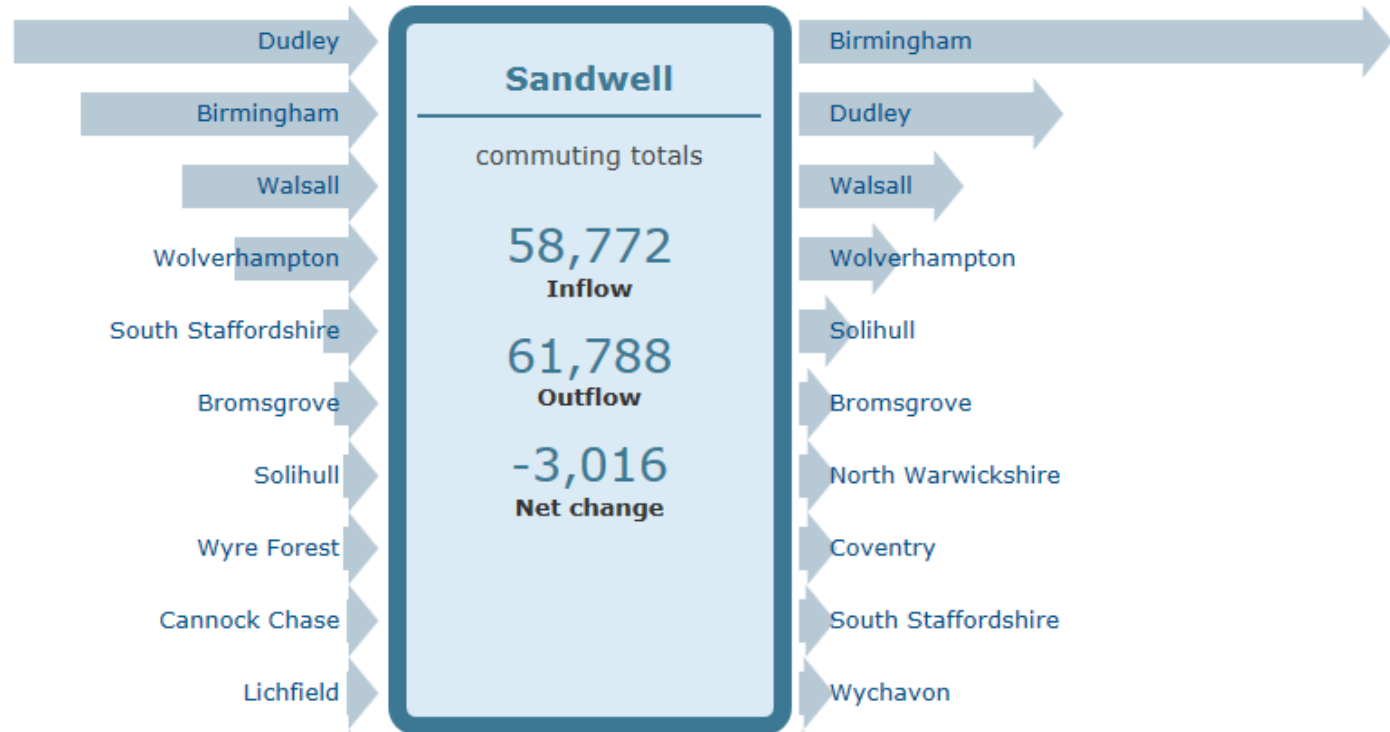 Dudley
Birmingham
Walsall
Wolverhampton
South Staffordshire
Bromsgrove
Solihull
Wyre Forest
Cannock Chase
Lichfield
Sandwell
commuting totals
58,772
Inflow
61,788
Outflow
-3,016
Net change
Birmingham
Dudley
Walsall
Wolverhampton
Solihull
Bromsgrove
North Warwickshire
Coventry
South Staffordshire
Wychavon